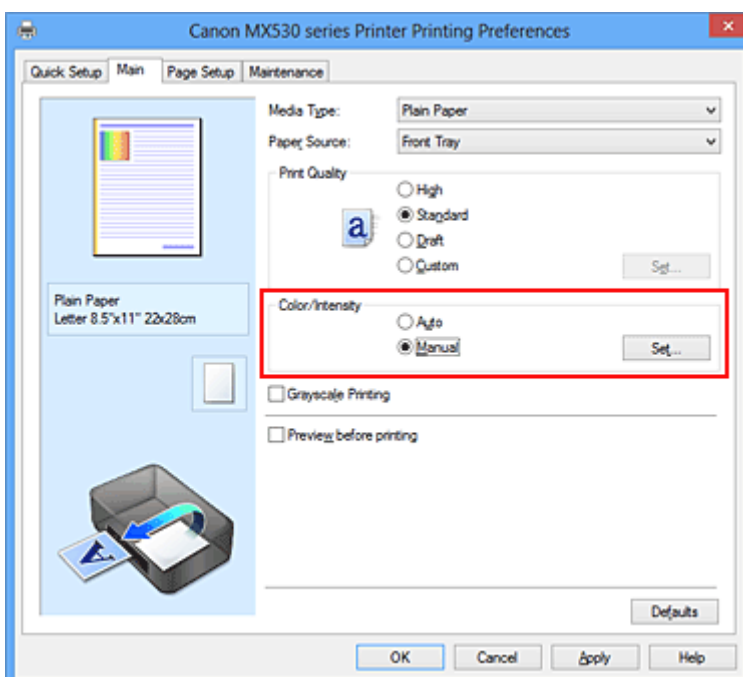 Canon MX530 series Printer Printing Preferences
Quick Setup Main Page Setup Maintenance
Media Type: Plain Paper
Paper Source: Front Tray
Print Quality
High
Standard
Draft
Custom Set...
a
Plain Paper
Letter 8.5"x11" 22x28cm
Color/Intensity
Auto
Manual Set...
Grayscale Printing
Preview before printing
A
Defaults
OK Cancel Apply Help